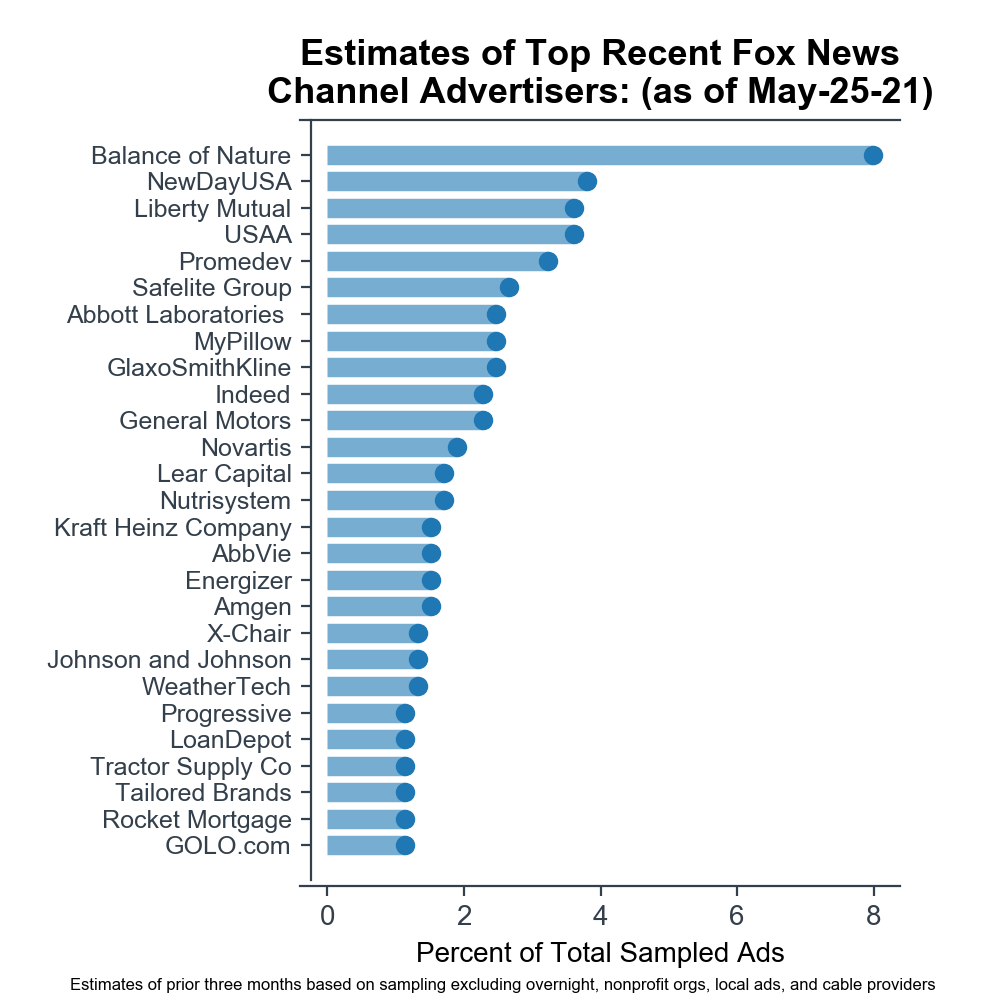 Estimates of Top Recent Fox News
Channel Advertisers: (as of May-25-21)
Balance of Nature
NewDayUSA
Liberty Mutual
USAA
Promedev
Safelite Group
Abbott Laboratories
MyPillow
GlaxoSmithKline
Indeed
General Motors
Novartis
Lear Capital
Nutrisystem
Kraft Heinz Company
AbbVie
Energizer
Amgen
X-Chair
Johnson and Johnson
WeatherTech
Progressive
LoanDepot
Tractor Supply Co
Tailored Brands
Rocket Mortgage
GOLO.com
0 2 4 6 8
Percent of Total Sampled Ads
Estimates of prior three months based on sampling excluding overnight, nonprofit orgs, local ads, and cable providers